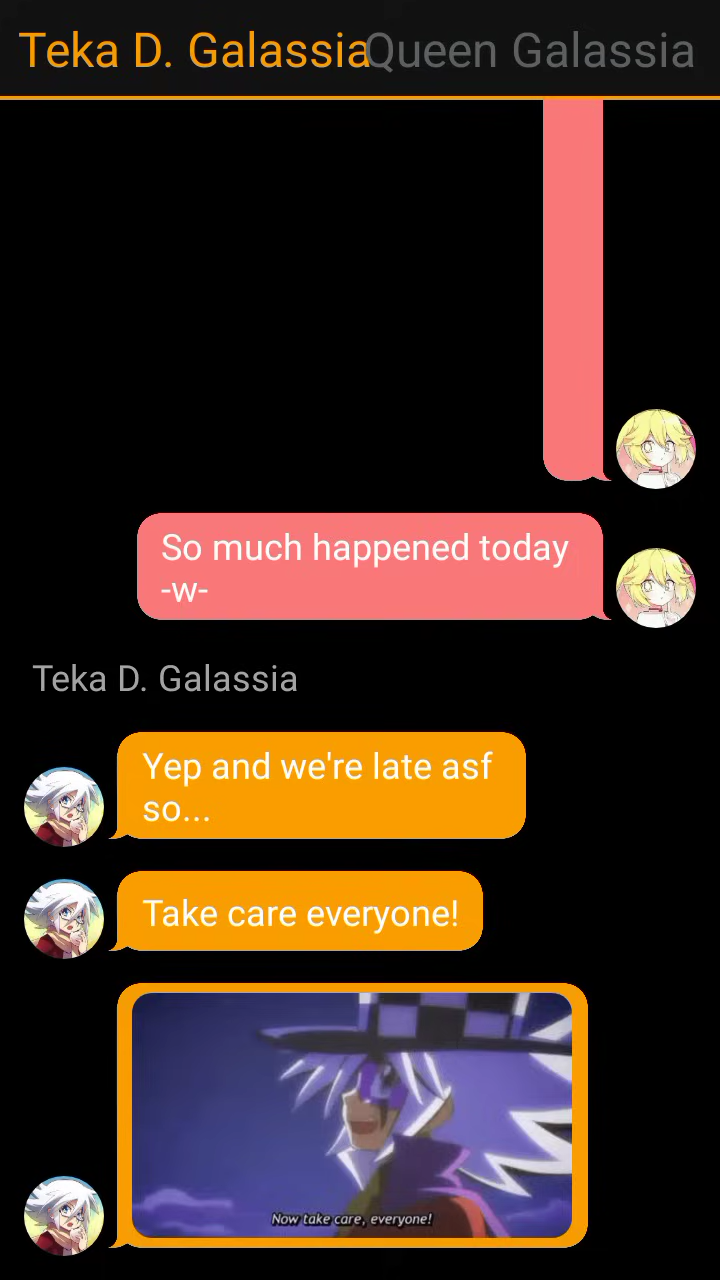 Teka D. Galassia Queen Galassia
So much happened today
-w-
Teka D. Galassia
Yep and we're late asf
so...
Take care everyone!
Now take care, everyone!